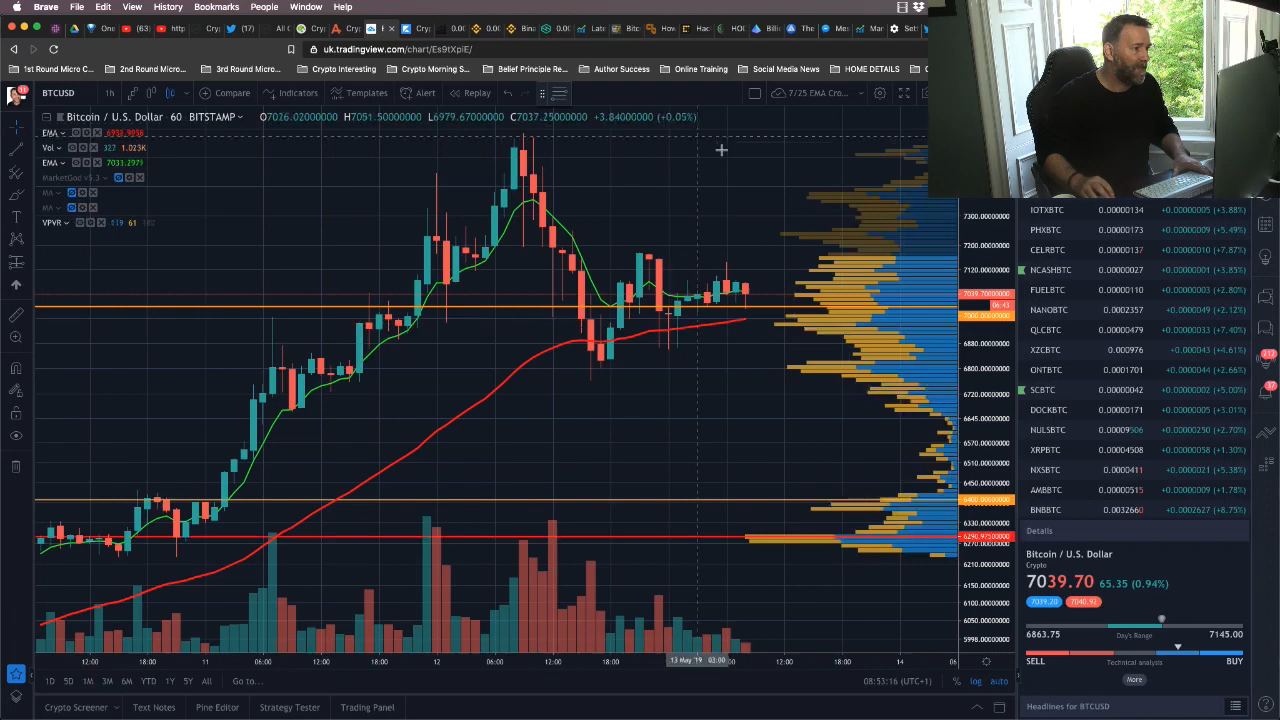 Brave File Edit View History Bookmarks People Window Help
uk.tradingview.com/chart/Es9tXpiE/
1st Round Micro C... 2nd Round Micro... 3rd Round Micro... Crypto Interesting Crypto Morning S... Belief Principle Re... Author Success Online Training Social Media News HOME DETAILS
BTCUSD 1h Compare Indicators Templates Alert Replay 7/25 EMA Cro...
Bitcoin / U.S. Dollar 60 BITSTAMP O7026.02000000 H7051.50000000 L6979.67000000 C7037.25000000 +3.84000000 (+0.05%)
EMA
Vol 327 1.023K
EMA 7031.2979
MarketGod v5.3
MA
MA
VPVR 119 61 180
7300.00000000
7200.00000000
7120.00000000
7039.70000000
06:43
7000.00000000
6880.00000000
6800.00000000
6720.00000000
6640.00000000
6570.00000000
6450.00000000
6400.00000000
6330.00000000
6290.97500000
6270.00000000
6210.00000000
6150.00000000
6100.00000000
6050.00000000
5998.00000000
12:00 18:00 11 06:00 12:00 18:00 12 06:00 12:00 18:00 13 May '19 03:00 12:00 18:00 14 06
IOTXBTC 0.00000134 +0.00000005 (+3.88%)
PHXBTC 0.00000173 +0.00000009 (+5.49%)
CELRBTC 0.00000137 +0.00000010 (+7.87%)
NCASHBTC 0.00000027 +0.00000001 (+3.85%)
FUELBTC 0.00000110 +0.00000004 (+3.77%)
NANOBTC 0.0002357 +0.0000049 (+2.12%)
QLCBTC 0.00000479 +0.00000033 (+7.40%)
XZCBTC 0.000976 +0.000043 (+4.61%)
ONTBTC 0.0001701 +0.0000044 (+2.66%)
SCBTC 0.00000042 +0.00000002 (+5.00%)
DOCKBTC 0.00000171 +0.00000005 (+3.01%)
NULSBTC 0.00009506 +0.00000250 (+2.70%)
XRPBTC 0.00004508 +0.00000058 (+1.30%)
NXSBTC 0.0000411 +0.0000021 (+5.38%)
AMBBTC 0.00000515 +0.00000009 (+1.78%)
BNBBTC 0.0032660 +0.0002627 (+8.75%)
Details
Bitcoin / U.S. Dollar
Crypto
7039.70 65.35 (0.94%)
7039.20 7040.92
6863.75 Day's Range 7145.00
SELL Technical analysis BUY
More
1D 5D 1M 3M 6M YTD 1Y 5Y All Go to... 08:53:16 (UTC+1) % log auto
Crypto Screener Text Notes Pine Editor Strategy Tester Trading Panel
Headlines for BTCUSD